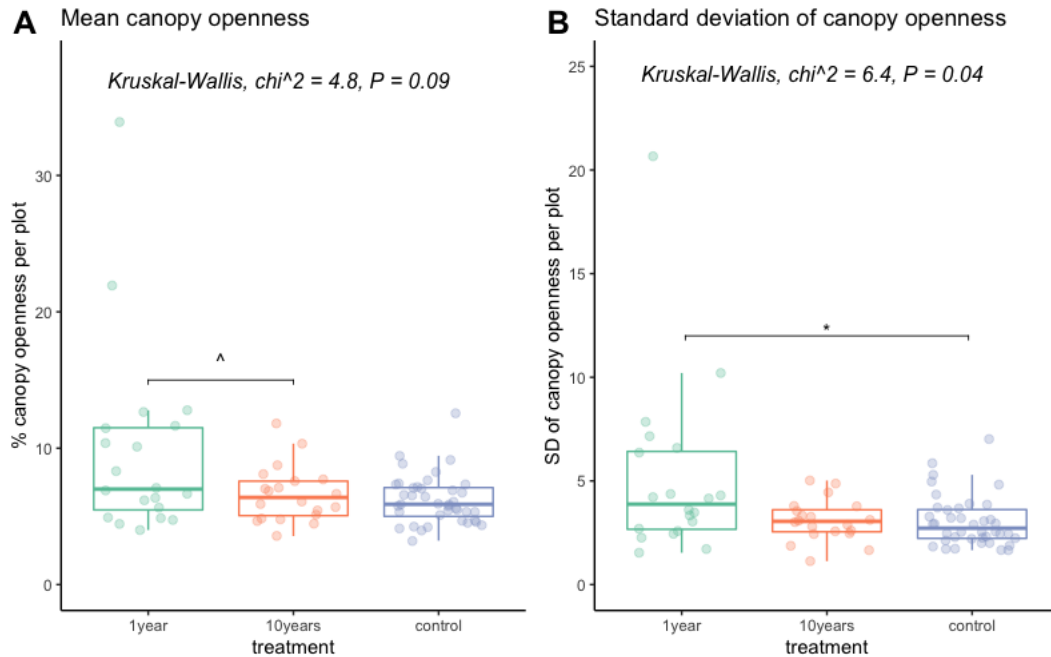 A Mean canopy openness
Kruskal-Wallis, chi^2 = 4.8, P = 0.09
% canopy openness per plot
30
20
10
0
^
1year 10years control
treatment
B Standard deviation of canopy openness
Kruskal-Wallis, chi^2 = 6.4, P = 0.04
SD of canopy openness per plot
25
20
15
10
5
0
*
1year 10years control
treatment